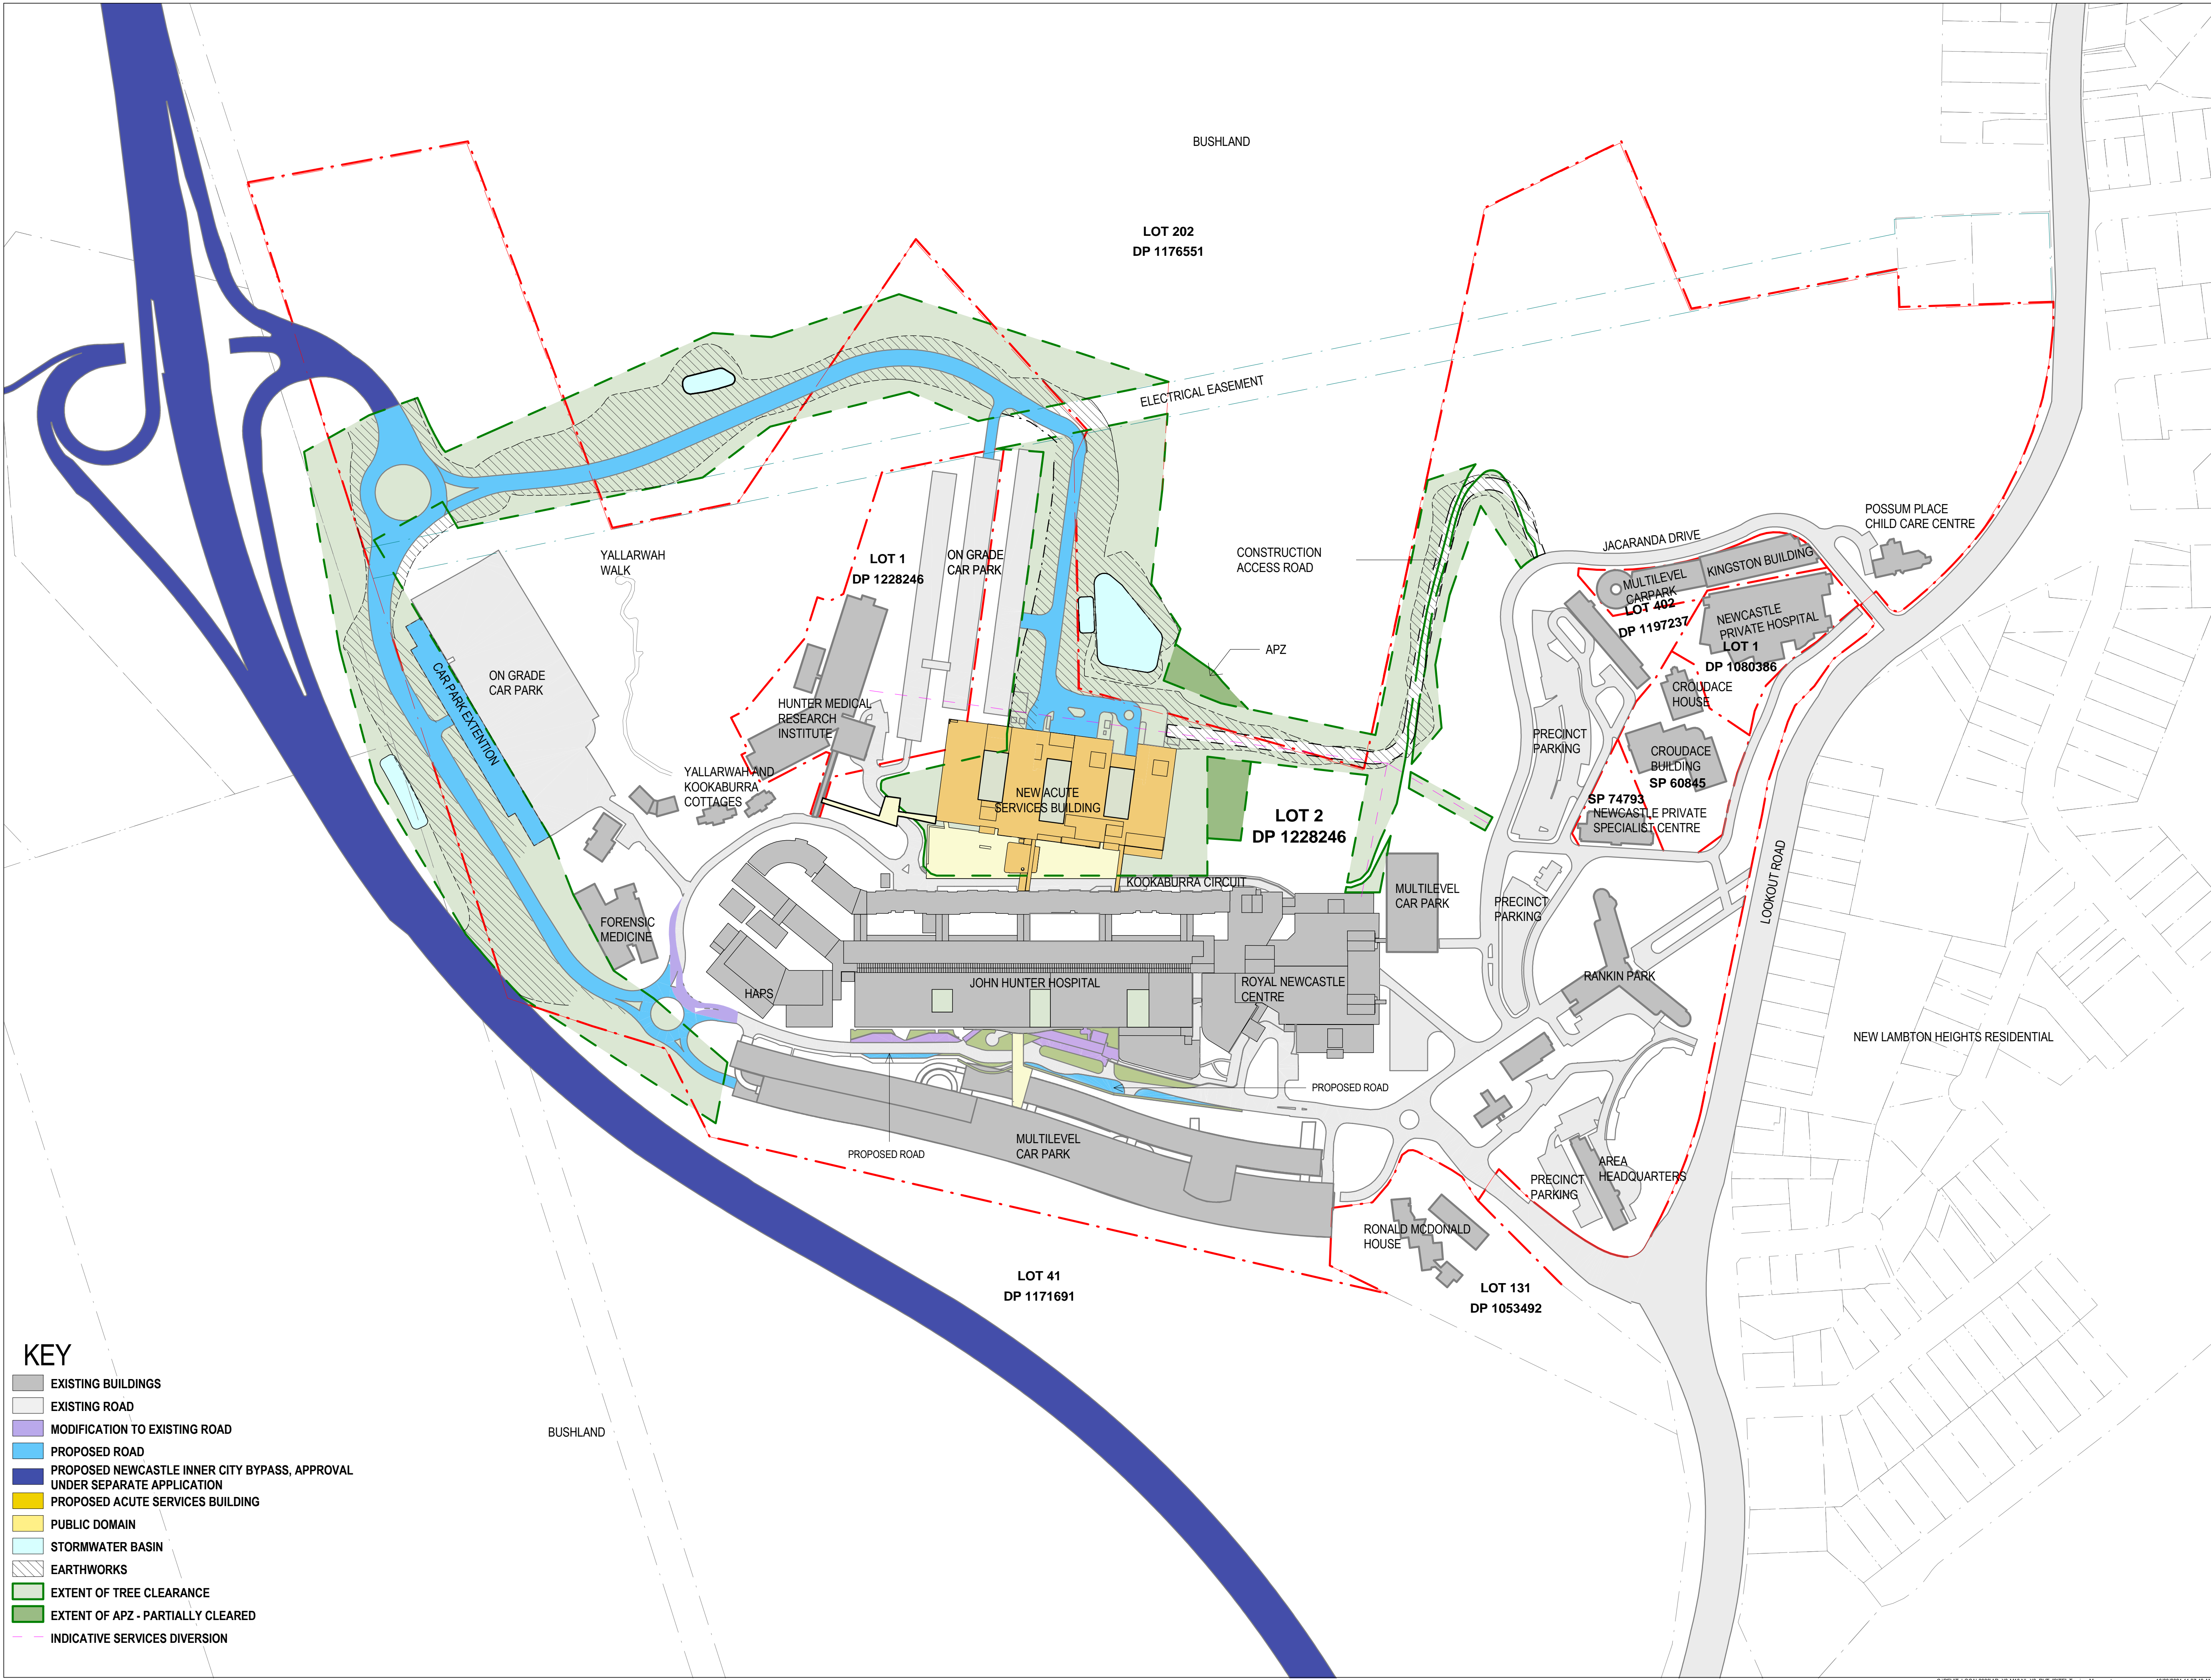 BUSHLAND
LOT 202
DP 1176551
ELECTRICAL EASEMENT
POSSUM PLACE
CHILD CARE CENTRE
JACARANDA DRIVE
YALLARWAH
WALK
LOT 1
DP 1228246
ON GRADE
CAR PARK
CONSTRUCTION
ACCESS ROAD
MULTILEVEL
CARPARK
KINGSTON BUILDING
LOT 402
DP 1197237
NEWCASTLE
PRIVATE HOSPITAL
LOT 1
DP 1080386
APZ
ON GRADE
CAR PARK
CAR PARK EXTENTION
HUNTER MEDICAL
RESEARCH
INSTITUTE
CROUDACE
HOUSE
PRECINCT
PARKING
CROUDACE
BUILDING
SP 60845
YALLARWAH AND
KOOKABURRA
COTTAGES
NEW ACUTE
SERVICES BUILDING
LOT 2
DP 1228246
SP 74793
NEWCASTLE PRIVATE
SPECIALIST CENTRE
LOOKOUT ROAD
KOOKABURRA CIRCUIT
MULTILEVEL
CAR PARK
PRECINCT
PARKING
FORENSIC
MEDICINE
RANKIN PARK
HAPS
JOHN HUNTER HOSPITAL
ROYAL NEWCASTLE
CENTRE
NEW LAMBTON HEIGHTS RESIDENTIAL
PROPOSED ROAD
PROPOSED ROAD
MULTILEVEL
CAR PARK
AREA
HEADQUARTERS
PRECINCT
PARKING
RONALD MCDONALD
HOUSE
LOT 41
DP 1171691
LOT 131
DP 1053492
BUSHLAND
KEY
EXISTING BUILDINGS
EXISTING ROAD
MODIFICATION TO EXISTING ROAD
PROPOSED ROAD
PROPOSED NEWCASTLE INNER CITY BYPASS, APPROVAL
UNDER SEPARATE APPLICATION
PROPOSED ACUTE SERVICES BUILDING
PUBLIC DOMAIN
STORMWATER BASIN
EARTHWORKS
EXTENT OF TREE CLEARANCE
EXTENT OF APZ - PARTIALLY CLEARED
INDICATIVE SERVICES DIVERSION